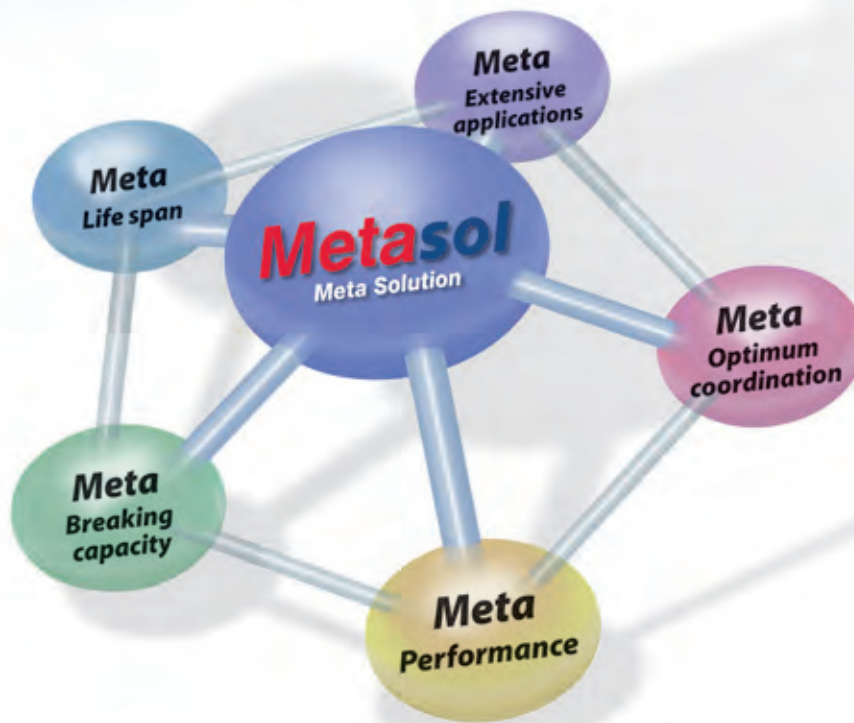 Meta
Extensive
applications
Meta
Life span
Metasol
Meta Solution
Meta
Optimum
coordination
Meta
Breaking
capacity
Meta
Performance